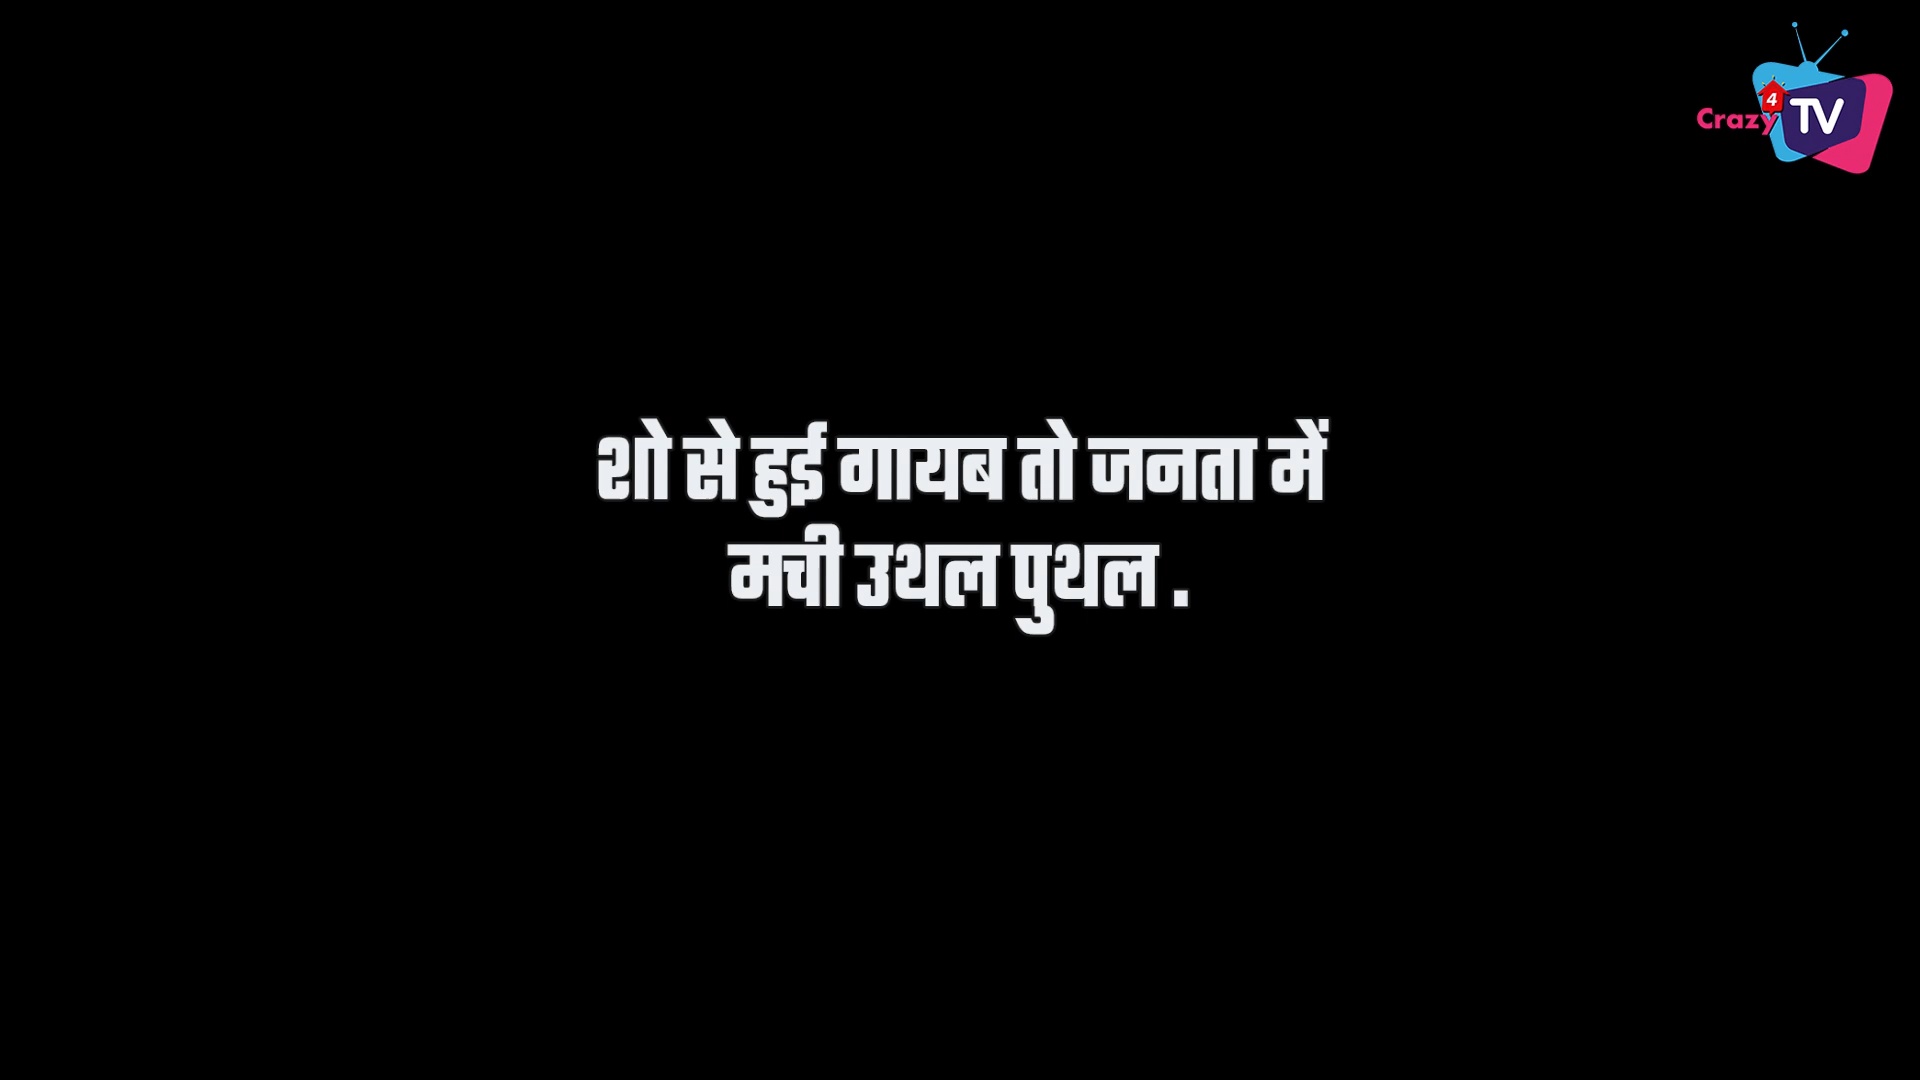 Crazy 4 TV
शो से हुई गायब तो जनता में
मची उथल पुथल .